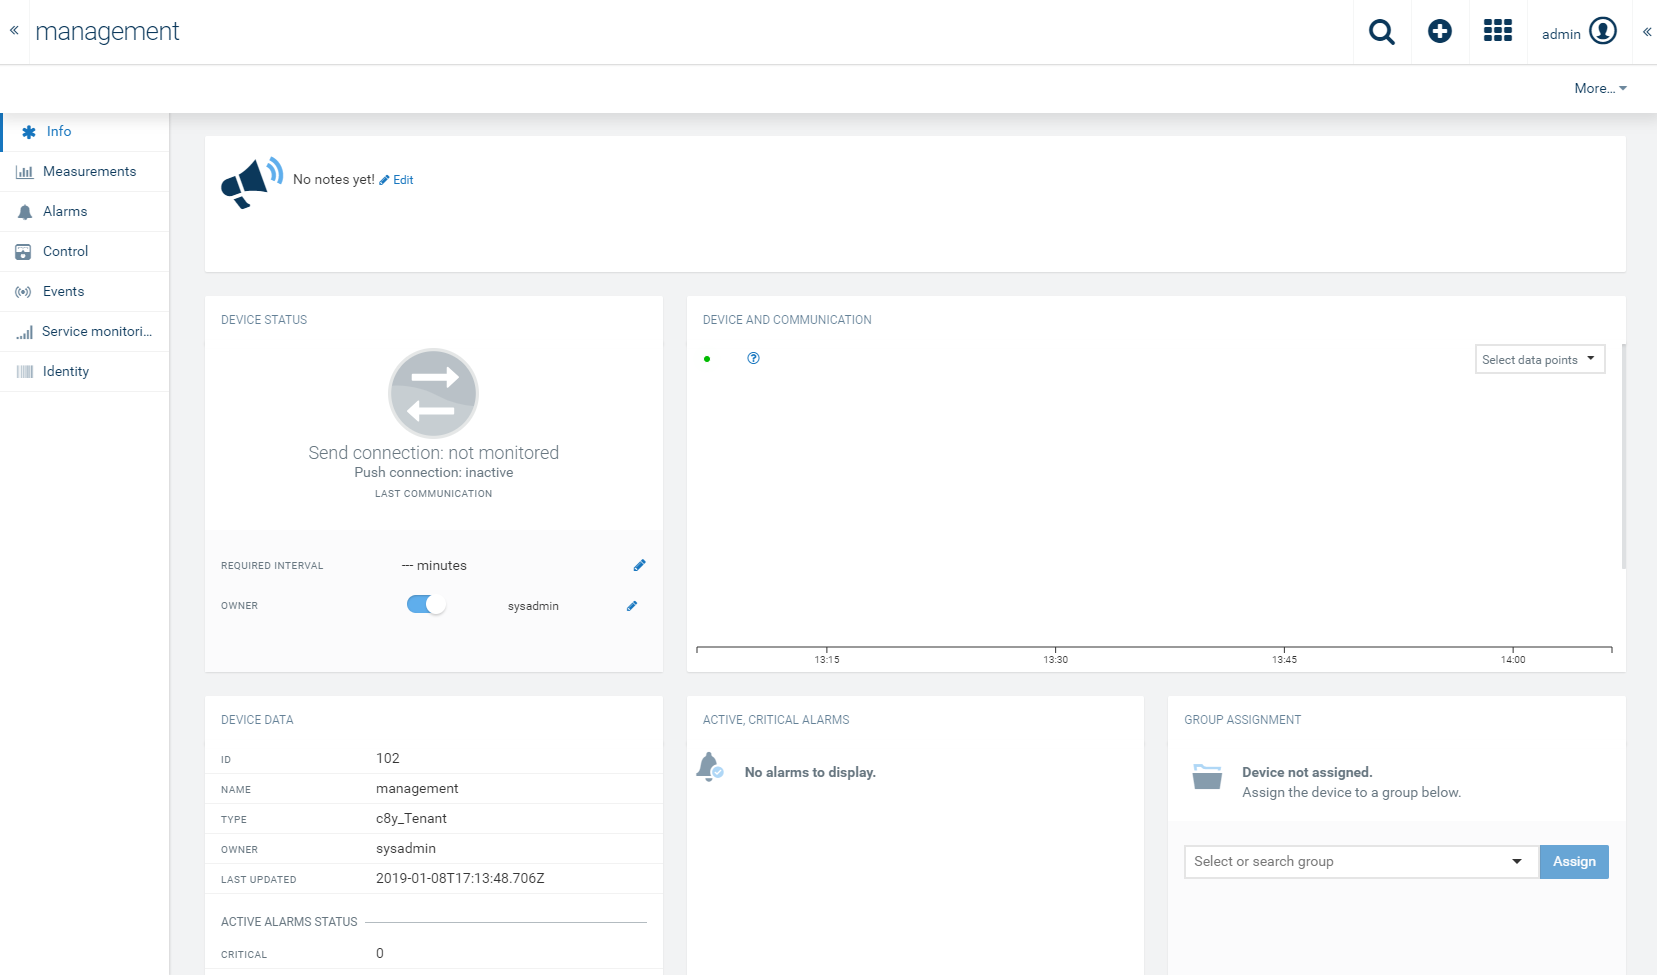 « management
admin «
More...
Info
Measurements
Alarms
Control
Events
Service monitori...
Identity
No notes yet! Edit
DEVICE STATUS
Send connection: not monitored
Push connection: inactive
LAST COMMUNICATION
REQUIRED INTERVAL --- minutes
OWNER sysadmin
DEVICE AND COMMUNICATION
?
Select data points
13:15 13:30 13:45 14:00
DEVICE DATA
ID 102
NAME management
TYPE c8y_Tenant
OWNER sysadmin
LAST UPDATED 2019-01-08T17:13:48.706Z
ACTIVE ALARMS STATUS
CRITICAL 0
ACTIVE, CRITICAL ALARMS
No alarms to display.
GROUP ASSIGNMENT
Device not assigned.
Assign the device to a group below.
Select or search group Assign